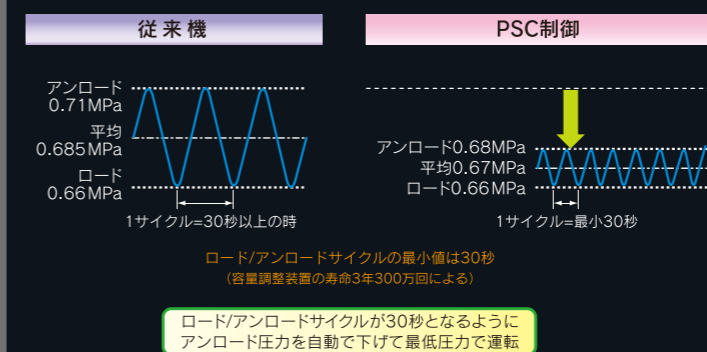 従来機
PSC制御
アンロード
0.71MPa
平均
0.685MPa
ロード
0.66MPa
1サイクル=30秒以上の時
アンロード0.68MPa
平均0.67MPa
ロード0.66MPa
1サイクル=最小30秒
ロード/アンロードサイクルの最小値は30秒
(容量調整装置の寿命3年300万回による)
ロード/アンロードサイクルが30秒となるように
アンロード圧力を自動で下げて最低圧力で運転